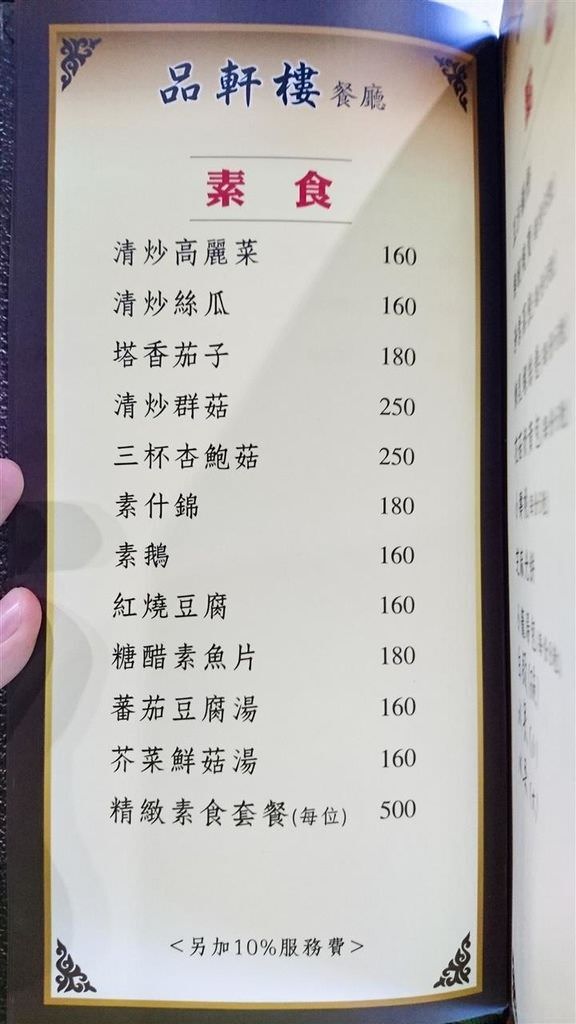 品軒樓餐廳
素食
清炒高麗菜 160
清炒絲瓜 160
塔香茄子 180
清炒群菇 250
三杯杏鮑菇 250
素什錦 180
素鵝 160
紅燒豆腐 160
糖醋素魚片 180
蕃茄豆腐湯 160
芥菜鮮菇湯 160
精緻素食套餐(每位) 500
<另加10%服務費>